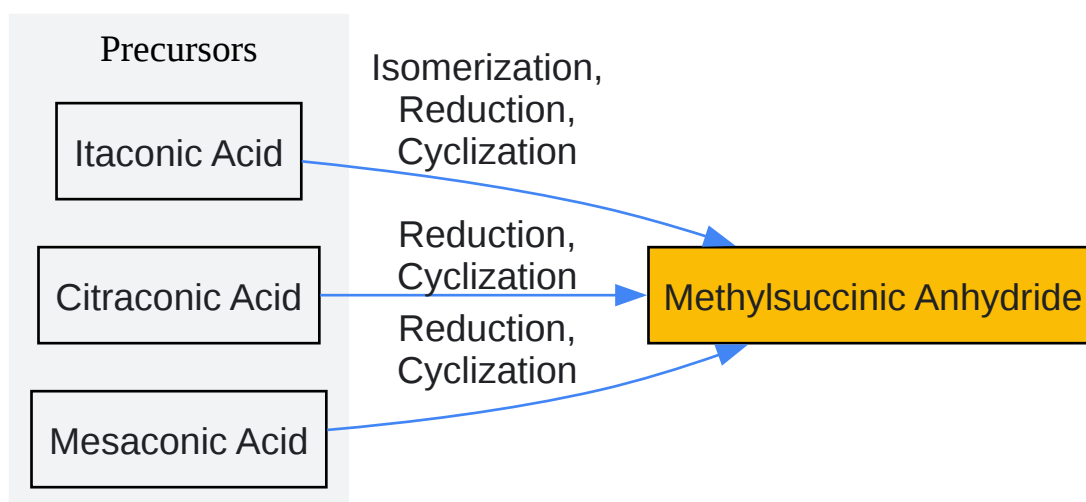 Precursors
Isomerization,
Reduction,
Cyclization
Itaconic Acid
Reduction,
Cyclization
Citraconic Acid
Methylsuccinic Anhydride
Reduction,
Cyclization
Mesaconic Acid